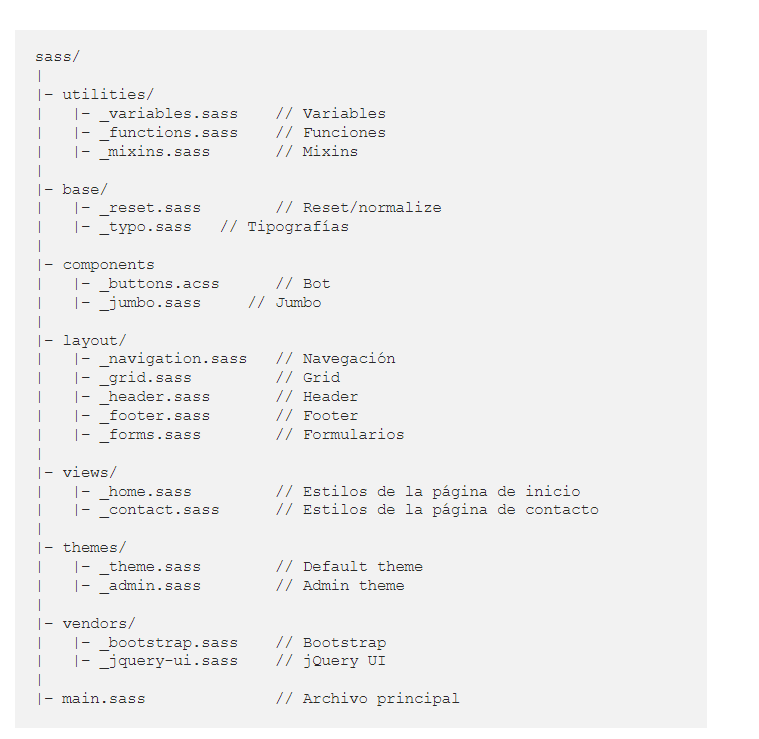 sass/
|
|– utilities/
|   |– _variables.sass    // Variables
|   |– _functions.sass    // Funciones
|   |– _mixins.sass       // Mixins
|
|– base/
|   |– _reset.sass        // Reset/normalize
|   |– _typo.sass   // Tipografías
|
|– components
|   |– _buttons.acss      // Bot
|   |– _jumbo.sass     // Jumbo
|
|– layout/
|   |– _navigation.sass   // Navegación
|   |– _grid.sass         // Grid
|   |– _header.sass       // Header
|   |– _footer.sass       // Footer
|   |– _forms.sass        // Formularios
|
|– views/
|   |– _home.sass         // Estilos de la página de inicio
|   |– _contact.sass      // Estilos de la página de contacto
|
|– themes/
|   |– _theme.sass        // Default theme
|   |– _admin.sass        // Admin theme
|
|– vendors/
|   |– _bootstrap.sass    // Bootstrap
|   |– _jquery-ui.sass    // jQuery UI
|
|– main.sass              // Archivo principal